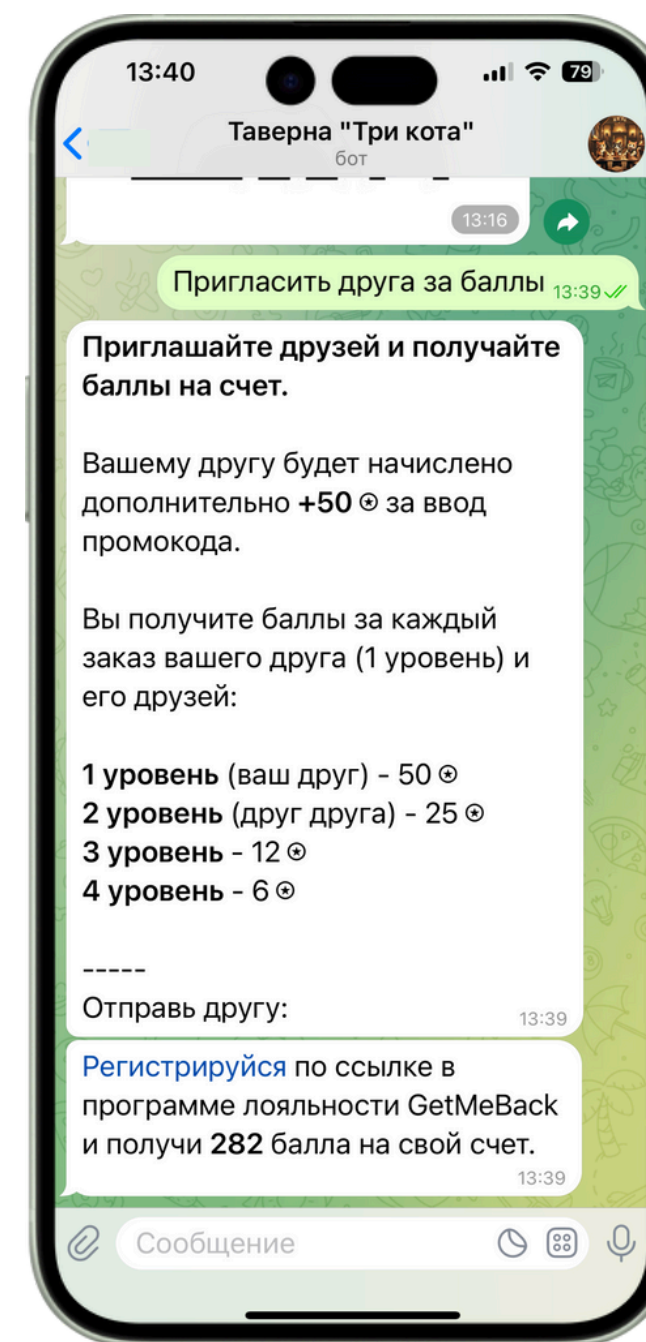 13:40
79
Таверна "Три кота"
бот
13:16
Пригласить друга за баллы 13:39
Приглашайте друзей и получайте
баллы на счет.
Вашему другу будет начислено
дополнительно +50 ⍟ за ввод
промокода.
Вы получите баллы за каждый
заказ вашего друга (1 уровень) и
его друзей:
1 уровень (ваш друг) - 50 ⍟
2 уровень (друг друга) - 25 ⍟
3 уровень - 12 ⍟
4 уровень - 6 ⍟
-----
Отправь другу:
13:39
Регистрируйся по ссылке в
программе лояльности GetMeBack
и получи 282 балла на свой счет.
13:39
Сообщение